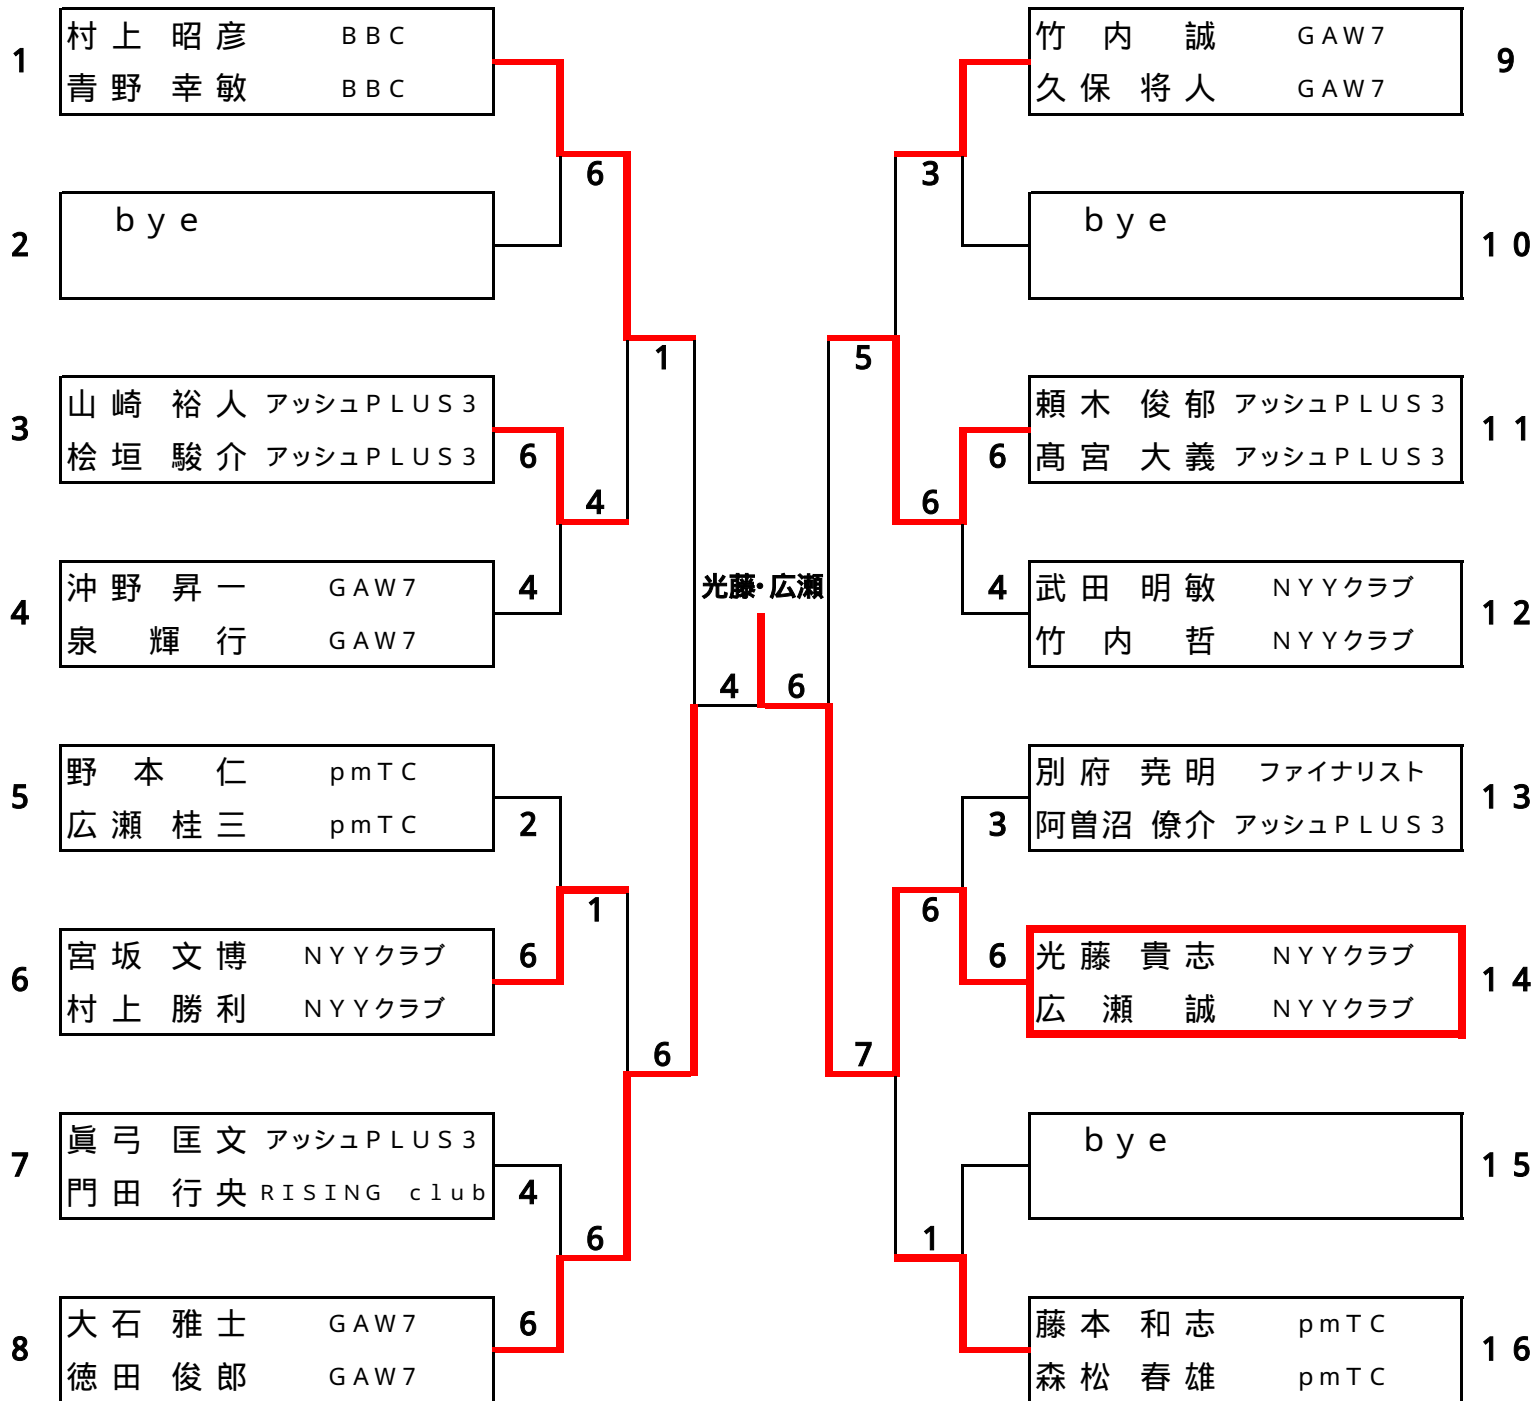 1
村上 昭彦 BBC
青野 幸敏 BBC
2
bye
3
山崎 裕人 アッシュPLUS3
桧垣 駿介 アッシュPLUS3
4
沖野 昇一 GAW7
泉 輝行 GAW7
5
野本 仁 pmTC
広瀬 桂三 pmTC
6
宮坂 文博 NYYクラブ
村上 勝利 NYYクラブ
7
眞弓 匡文 アッシュPLUS3
門田 行央 RISING club
8
大石 雅士 GAW7
徳田 俊郎 GAW7
6
6
4
4
2
6
1
4
6
6
1
6
光藤・広瀬
4 6
5
7
3
6
6
4
3
6
6
1
竹内 誠 GAW7
久保 将人 GAW7
9
bye
10
頼木 俊郁 アッシュPLUS3
髙宮 大義 アッシュPLUS3
11
武田 明敏 NYYクラブ
竹内 哲 NYYクラブ
12
別府 尭明 ファイナリスト
阿曽沼 僚介 アッシュPLUS3
13
光藤 貴志 NYYクラブ
広瀬 誠 NYYクラブ
14
bye
15
藤本 和志 pmTC
森松 春雄 pmTC
16